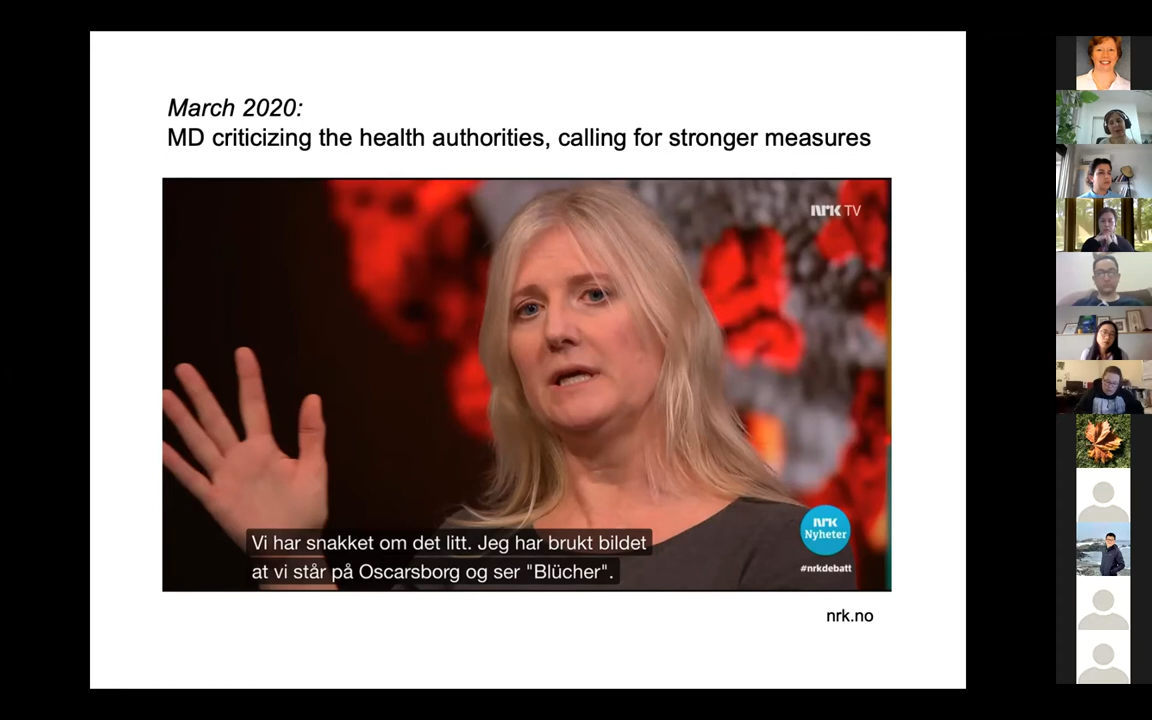 March 2020:
MD criticizing the health authorities, calling for stronger measures
NRK TV
Vi har snakket om det litt. Jeg har brukt bildet
at vi står på Oscarsborg og ser "Blücher".
NRK
Nyheter
#nrkdebatt
nrk.no